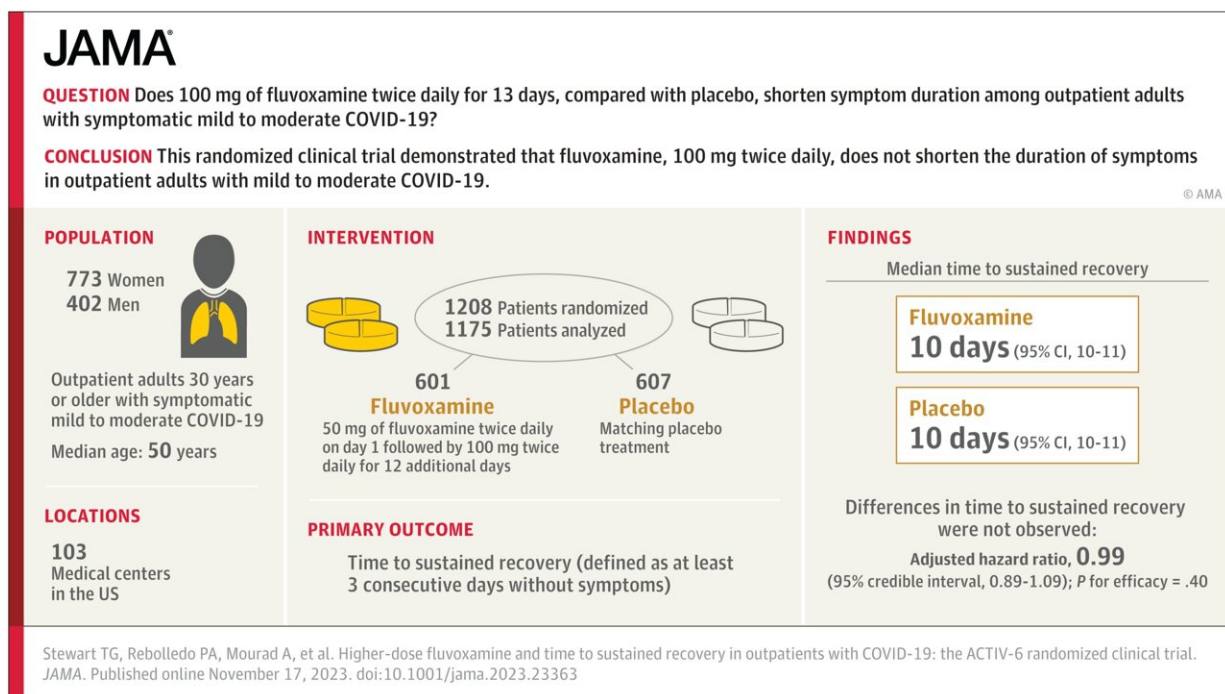 JAMA®
QUESTION Does 100 mg of fluvoxamine twice daily for 13 days, compared with placebo, shorten symptom duration among outpatient adults
with symptomatic mild to moderate COVID-19?
CONCLUSION This randomized clinical trial demonstrated that fluvoxamine, 100 mg twice daily, does not shorten the duration of symptoms
in outpatient adults with mild to moderate COVID-19.
© AMA
POPULATION
773 Women
402 Men
Outpatient adults 30 years
or older with symptomatic
mild to moderate COVID-19
Median age: 50 years
LOCATIONS
103
Medical centers
in the US
INTERVENTION
1208 Patients randomized
1175 Patients analyzed
601
Fluvoxamine
50 mg of fluvoxamine twice daily
on day 1 followed by 100 mg twice
daily for 12 additional days
607
Placebo
Matching placebo
treatment
PRIMARY OUTCOME
Time to sustained recovery (defined as at least
3 consecutive days without symptoms)
FINDINGS
Median time to sustained recovery
Fluvoxamine
10 days (95% CI, 10-11)
Placebo
10 days (95% CI, 10-11)
Differences in time to sustained recovery
were not observed:
Adjusted hazard ratio, 0.99
(95% credible interval, 0.89-1.09); P for efficacy = .40
Stewart TG, Rebolledo PA, Mourad A, et al. Higher-dose fluvoxamine and time to sustained recovery in outpatients with COVID-19: the ACTIV-6 randomized clinical trial.
JAMA. Published online November 17, 2023. doi:10.1001/jama.2023.23363